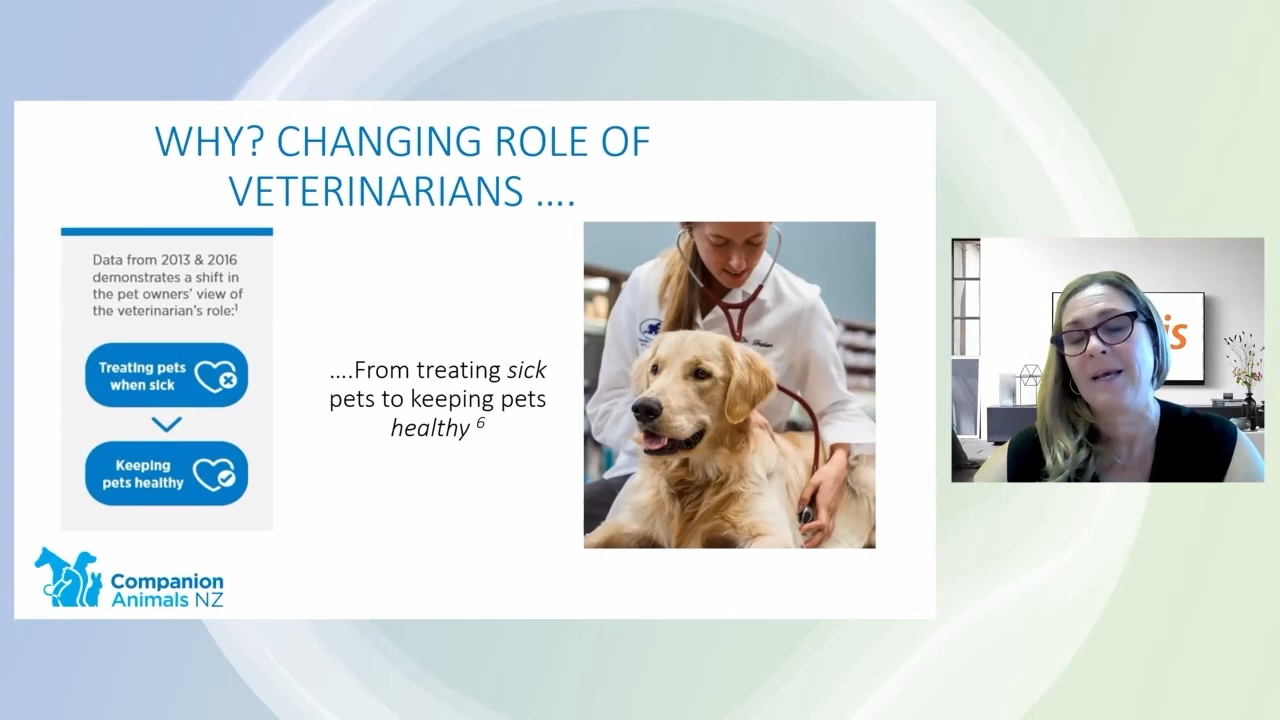 WHY? CHANGING ROLE OF
VETERINARIANS ....
Data from 2013 & 2016
demonstrates a shift in
the pet owners' view of
the veterinarian's role:¹
Treating pets
when sick
Keeping
pets healthy
....From treating sick
pets to keeping pets
healthy ⁶
Companion
Animals NZ
is